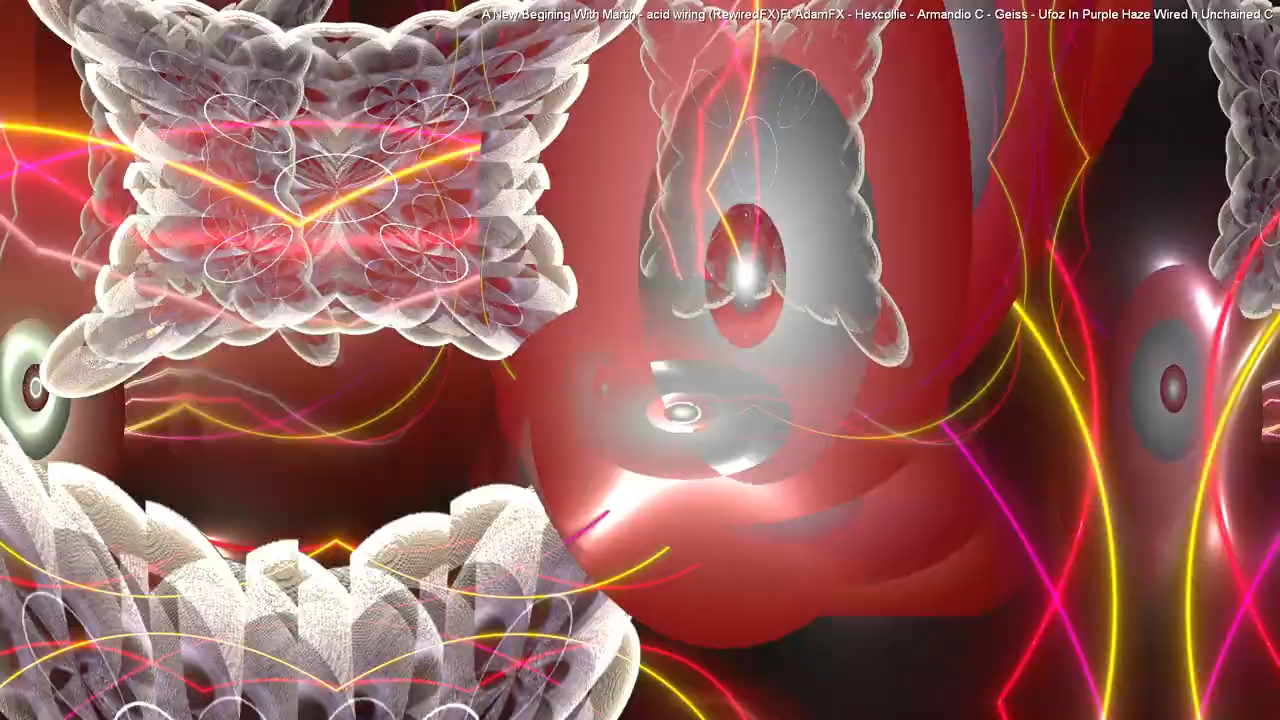 A New Begining With Martin - acid wiring (RewiredFX)Ft AdamFX - Hexcollie - Armandio C - Geiss - Ufoz In Purple Haze Wired n Unchained C